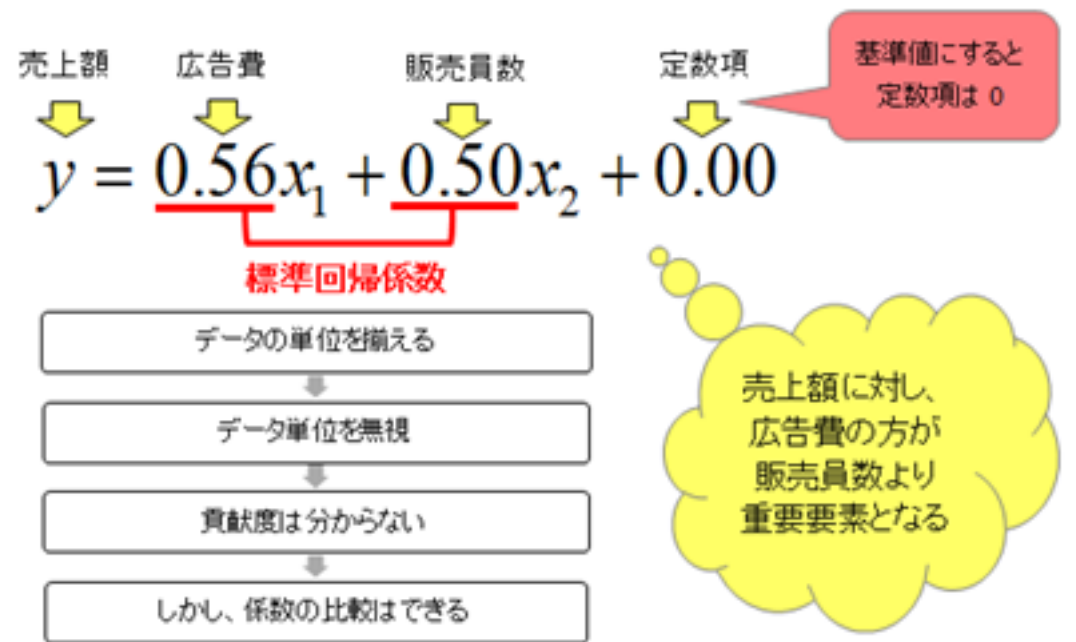 売上額 広告費 販売員数 定数項
基準値にすると
定数項は 0
y = 0.56x₁ + 0.50x₂ + 0.00
標準回帰係数
データの単位を揃える
データ単位を無視
貢献度は分からない
しかし、係数の比較はできる
売上額に対し、
広告費の方が
販売員数より
重要要素となる